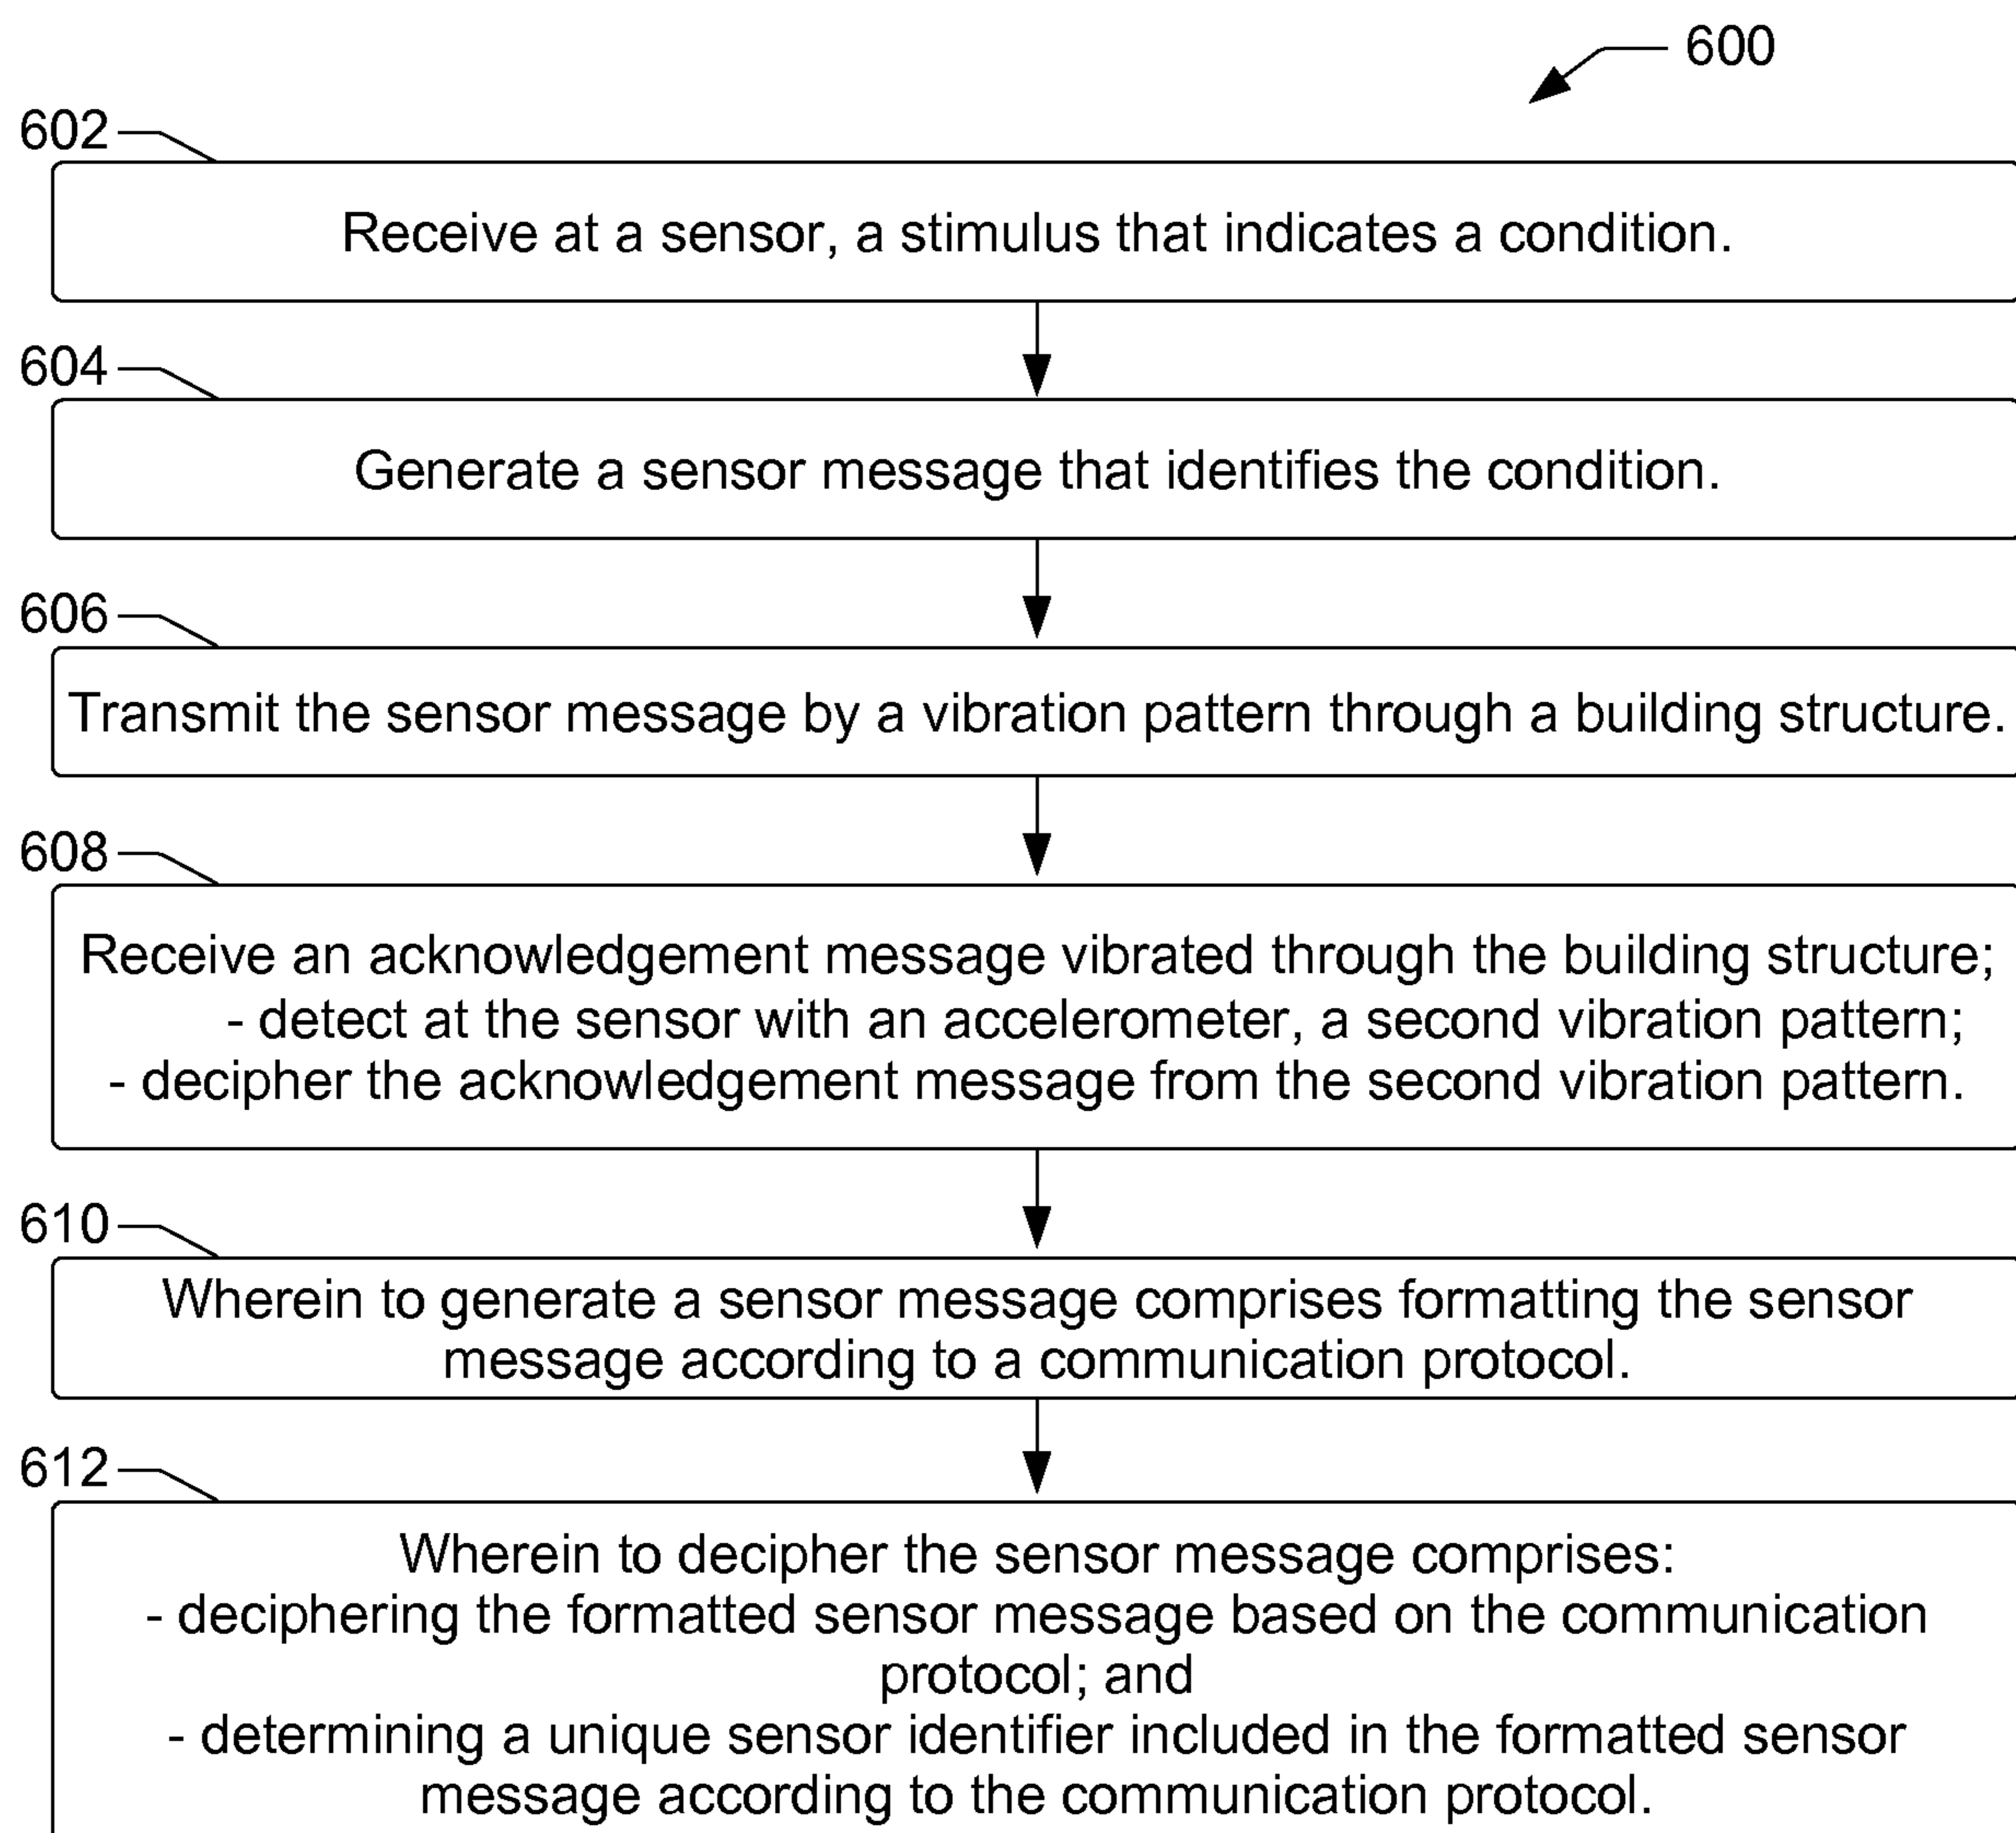 600
602
Receive at a sensor, a stimulus that indicates a condition.
604
Generate a sensor message that identifies the condition.
606
Transmit the sensor message by a vibration pattern through a building structure.
608
Receive an acknowledgement message vibrated through the building structure;
- detect at the sensor with an accelerometer, a second vibration pattern;
- decipher the acknowledgement message from the second vibration pattern.
610
Wherein to generate a sensor message comprises formatting the sensor
message according to a communication protocol.
612
Wherein to decipher the sensor message comprises:
- deciphering the formatted sensor message based on the communication
protocol; and
- determining a unique sensor identifier included in the formatted sensor
message according to the communication protocol.